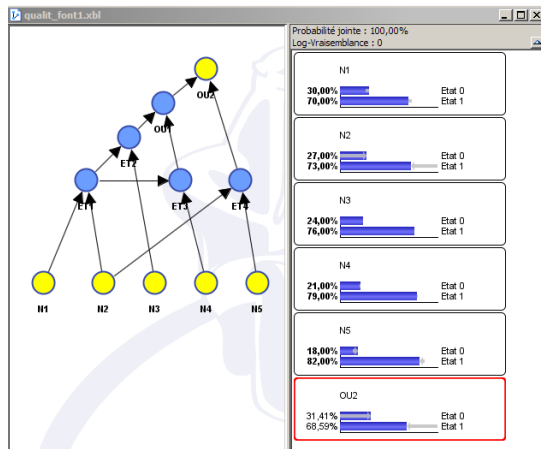 qualit_font1.xbl
Probabilité jointe : 100,00%
Log-Vraisemblance : 0
OU2
OU1
ET2
ET1
ET3
ET4
N1
N2
N3
N4
N5
N1
30,00% Etat 0
70,00% Etat 1
N2
27,00% Etat 0
73,00% Etat 1
N3
24,00% Etat 0
76,00% Etat 1
N4
21,00% Etat 0
79,00% Etat 1
N5
18,00% Etat 0
82,00% Etat 1
OU2
31,41% Etat 0
68,59% Etat 1